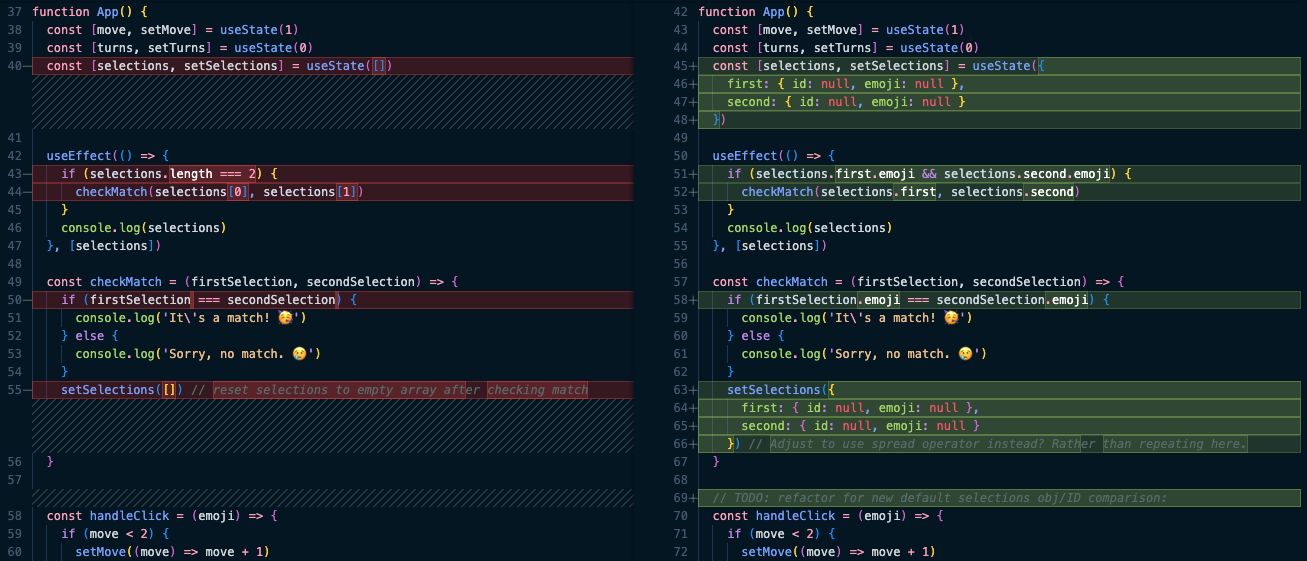 37 function App() {
38 const [move, setMove] = useState(1)
39 const [turns, setTurns] = useState(0)
40— const [selections, setSelections] = useState([])
41
42 useEffect(() => {
43— if (selections.length === 2) {
44— checkMatch(selections[0], selections[1])
45 }
46 console.log(selections)
47 }, [selections])
48
49 const checkMatch = (firstSelection, secondSelection) => {
50— if (firstSelection === secondSelection) {
51 console.log('It\'s a match! 🥳')
52 } else {
53 console.log('Sorry, no match. 😢')
54 }
55— setSelections([]) // reset selections to empty array after checking match
56 }
57
58 const handleClick = (emoji) => {
59 if (move < 2) {
60 setMove((move) => move + 1)
42 function App() {
43 const [move, setMove] = useState(1)
44 const [turns, setTurns] = useState(0)
45+ const [selections, setSelections] = useState({
46+ first: { id: null, emoji: null },
47+ second: { id: null, emoji: null }
48+ })
49
50 useEffect(() => {
51+ if (selections.first.emoji && selections.second.emoji) {
52+ checkMatch(selections.first, selections.second)
53 }
54 console.log(selections)
55 }, [selections])
56
57 const checkMatch = (firstSelection, secondSelection) => {
58+ if (firstSelection.emoji === secondSelection.emoji) {
59 console.log('It\'s a match! 🥳')
60 } else {
61 console.log('Sorry, no match. 😢')
62 }
63+ setSelections({
64+ first: { id: null, emoji: null },
65+ second: { id: null, emoji: null }
66+ }) // Adjust to use spread operator instead? Rather than repeating here.
67 }
68
69+ // TODO: refactor for new default selections obj/ID comparison:
70 const handleClick = (emoji) => {
71 if (move < 2) {
72 setMove((move) => move + 1)